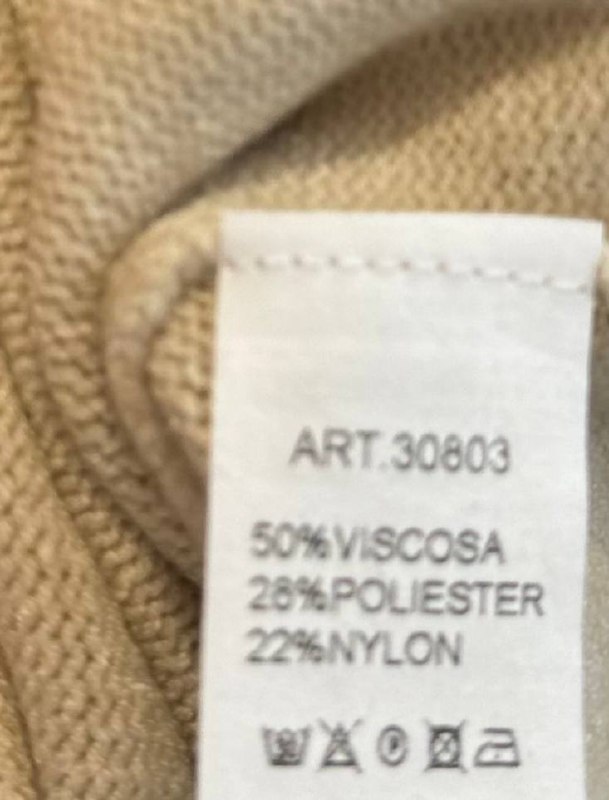 ART.30803
50%VISCOSA
28%POLIESTER
22%NYLON